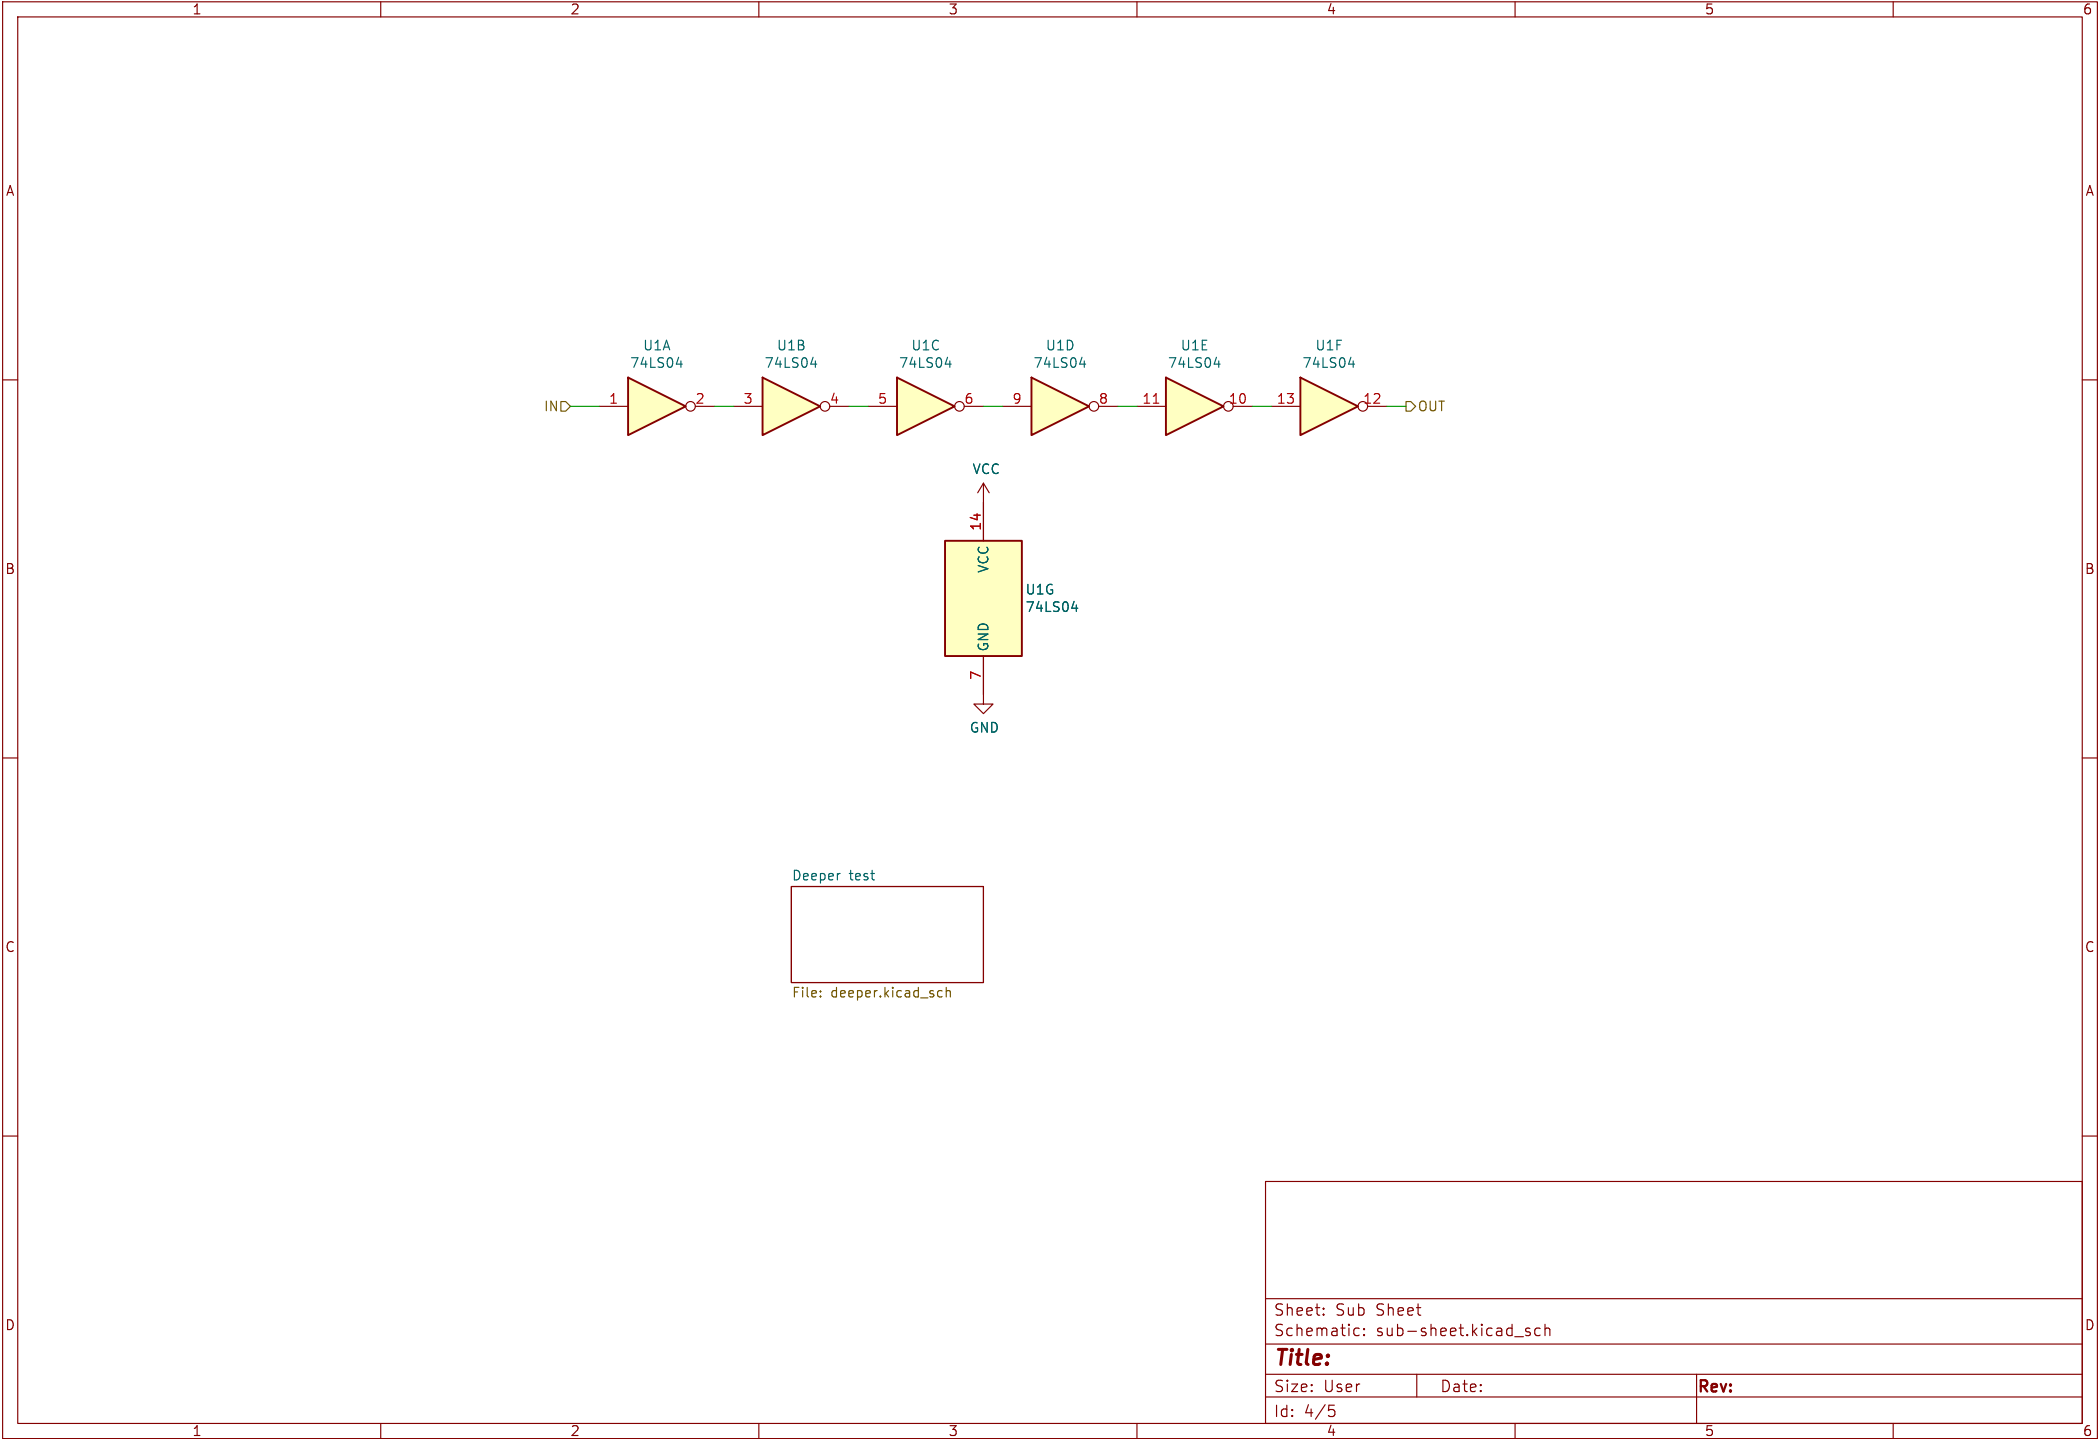 1 2 3 4 5 6
A A
U1A U1B U1C U1D U1E U1F
74LS04 74LS04 74LS04 74LS04 74LS04 74LS04
IN 1 2 3 4 5 6 9 8 11 10 13 12 OUT
VCC
14
VCC
B B
U1G
74LS04
GND
7
GND
Deeper test
C C
File: deeper.kicad_sch
Sheet: Sub Sheet
D D
Schematic: sub-sheet.kicad_sch
Title:
Size: User Date: Rev:
Id: 4/5
1 2 3 4 5 6